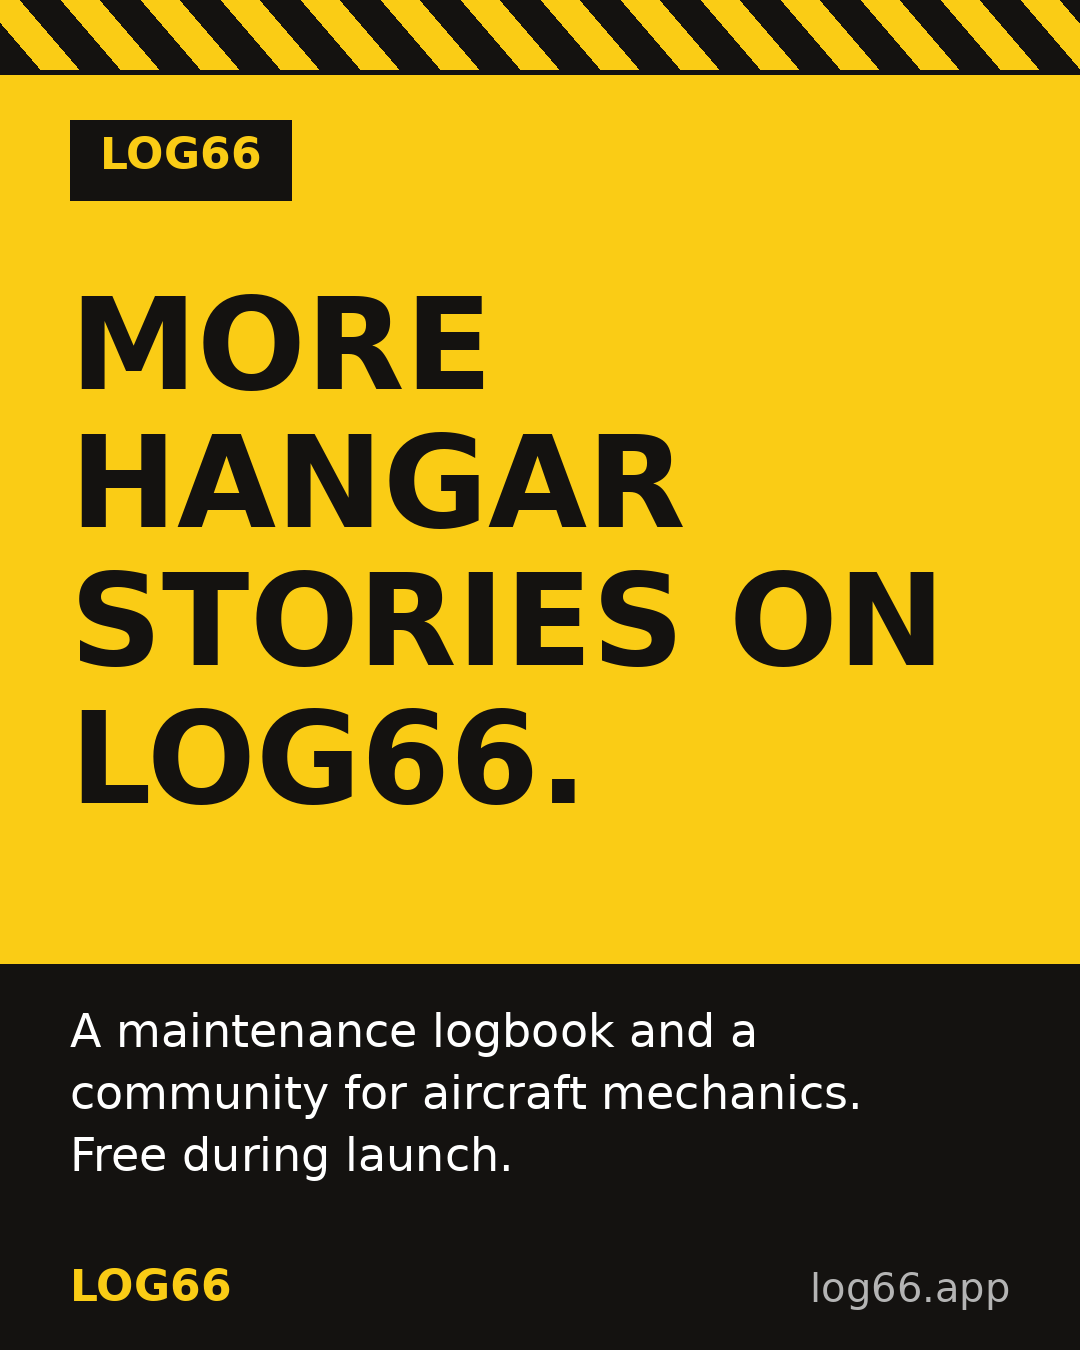 LOG66
MORE
HANGAR
STORIES ON
LOG66.
A maintenance logbook and a
community for aircraft mechanics.
Free during launch.
LOG66
log66.app